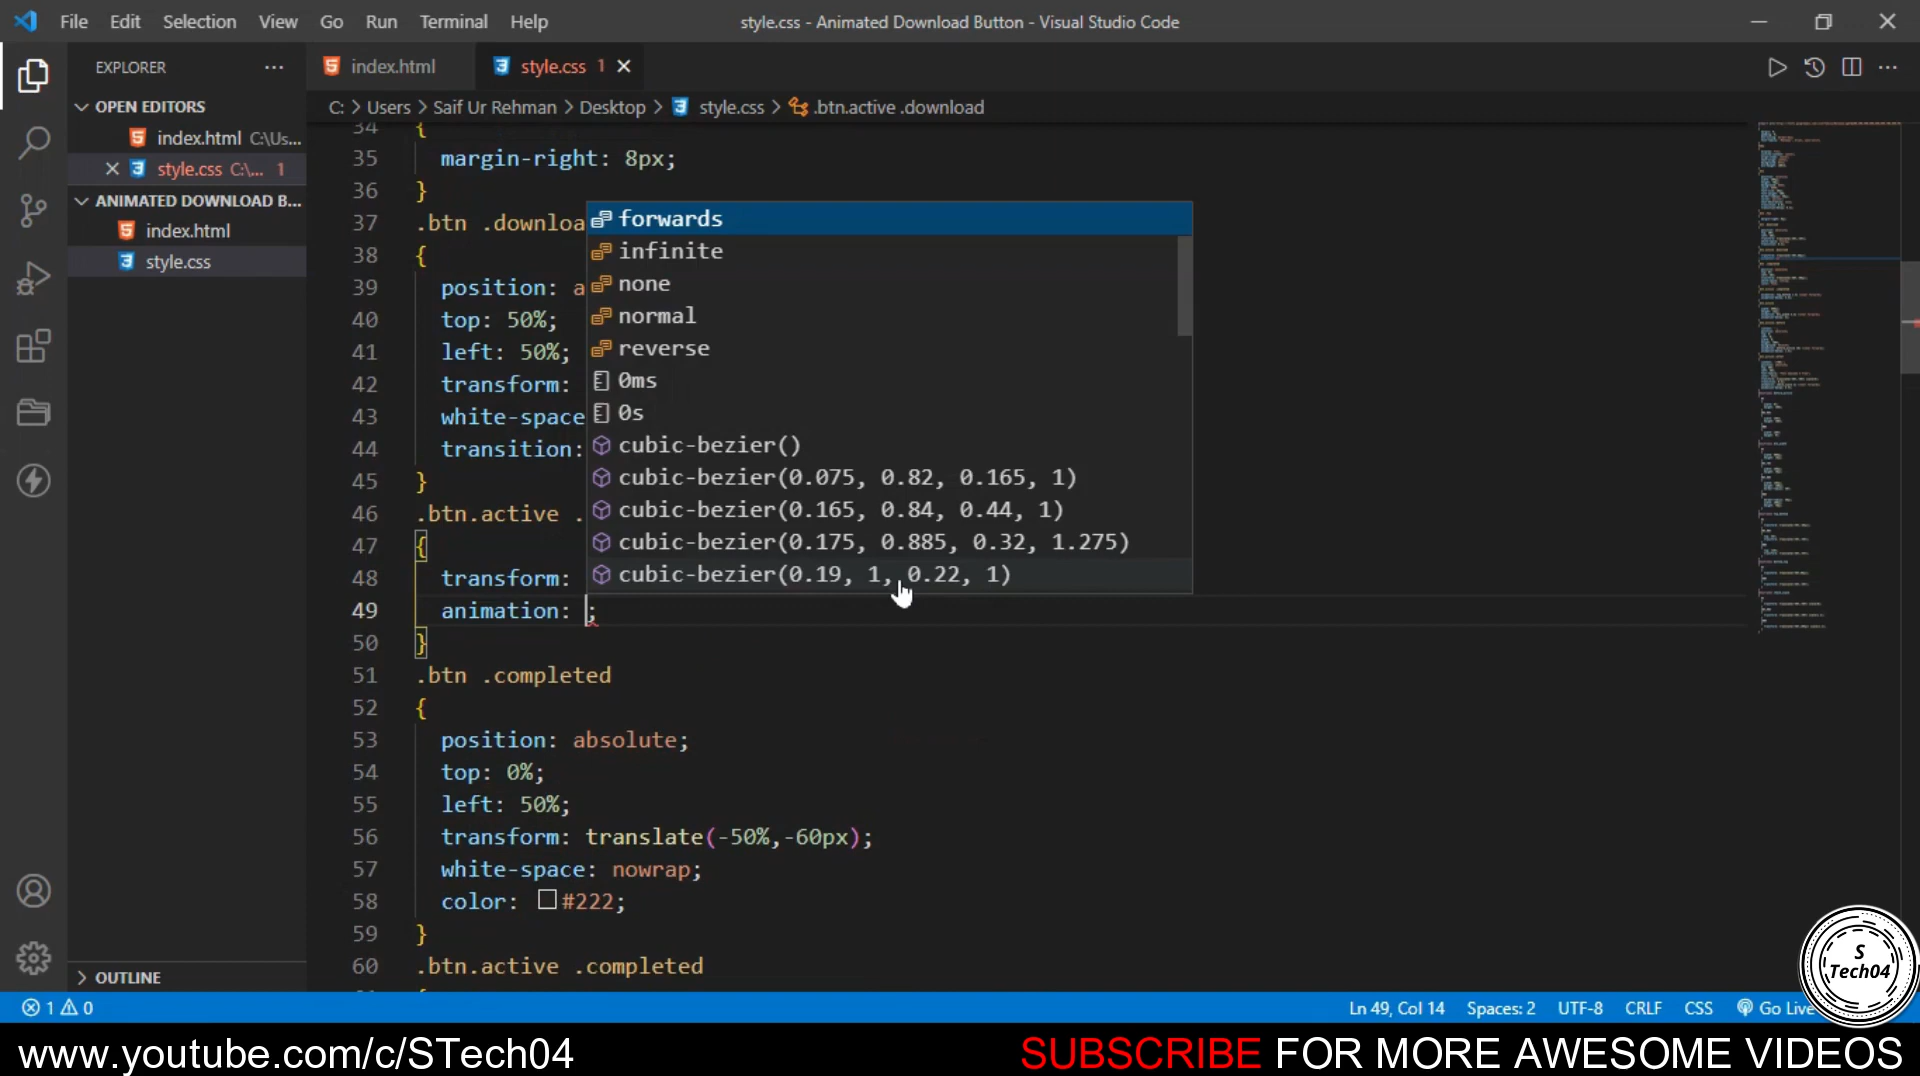 File Edit Selection View Go Run Terminal Help
style.css - Animated Download Button - Visual Studio Code
EXPLORER
OPEN EDITORS
index.html C:\Us...
style.css C:\... 1
ANIMATED DOWNLOAD B...
index.html
style.css
OUTLINE
index.html
style.css 1
C: > Users > Saif Ur Rehman > Desktop > style.css > .btn.active .download
34 {
35 margin-right: 8px;
36 }
37 .btn .downloa
38 {
39 position: a
40 top: 50%;
41 left: 50%;
42 transform:
43 white-space
44 transition:
45 }
46 .btn.active .
47 {
48 transform:
49 animation: ;
50 }
51 .btn .completed
52 {
53 position: absolute;
54 top: 0%;
55 left: 50%;
56 transform: translate(-50%,-60px);
57 white-space: nowrap;
58 color: #222;
59 }
60 .btn.active .completed
forwards
infinite
none
normal
reverse
0ms
0s
cubic-bezier()
cubic-bezier(0.075, 0.82, 0.165, 1)
cubic-bezier(0.165, 0.84, 0.44, 1)
cubic-bezier(0.175, 0.885, 0.32, 1.275)
cubic-bezier(0.19, 1, 0.22, 1)
S
Tech04
1 0
Ln 49, Col 14 Spaces: 2 UTF-8 CRLF CSS Go Live
www.youtube.com/c/STech04
SUBSCRIBE FOR MORE AWESOME VIDEOS